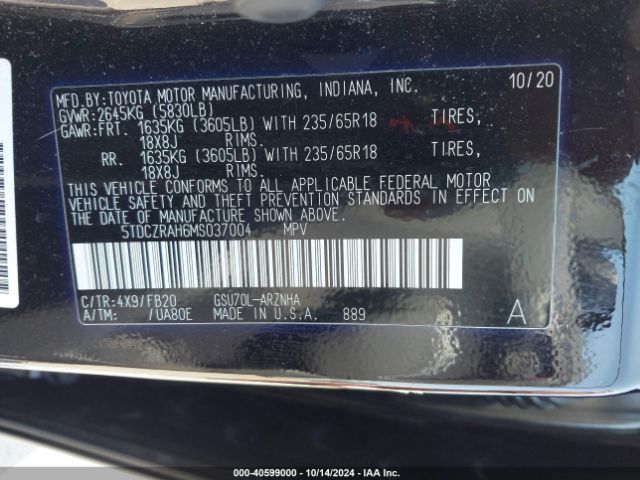 MFD.BY:TOYOTA MOTOR MANUFACTURING, INDIANA, INC. 10/20
GVWR:2645KG (5830LB)
GAWR:FRT. 1635KG (3605LB) WITH 235/65R18 TIRES,
18X8J RIMS.
RR. 1635KG (3605LB) WITH 235/65R18 TIRES,
18X8J RIMS.
THIS VEHICLE CONFORMS TO ALL APPLICABLE FEDERAL MOTOR
VEHICLE SAFETY AND THEFT PREVENTION STANDARDS IN EFFECT ON
THE DATE OF MANUFACTURE SHOWN ABOVE.
5TDCZRAH6MS037004 MPV
C/TR:4X9/FB20 GSU70L-ARZNHA
A/TM: /UA80E MADE IN U.S.A. 889 A
000-40599000 - 10/14/2024 - IAA Inc.